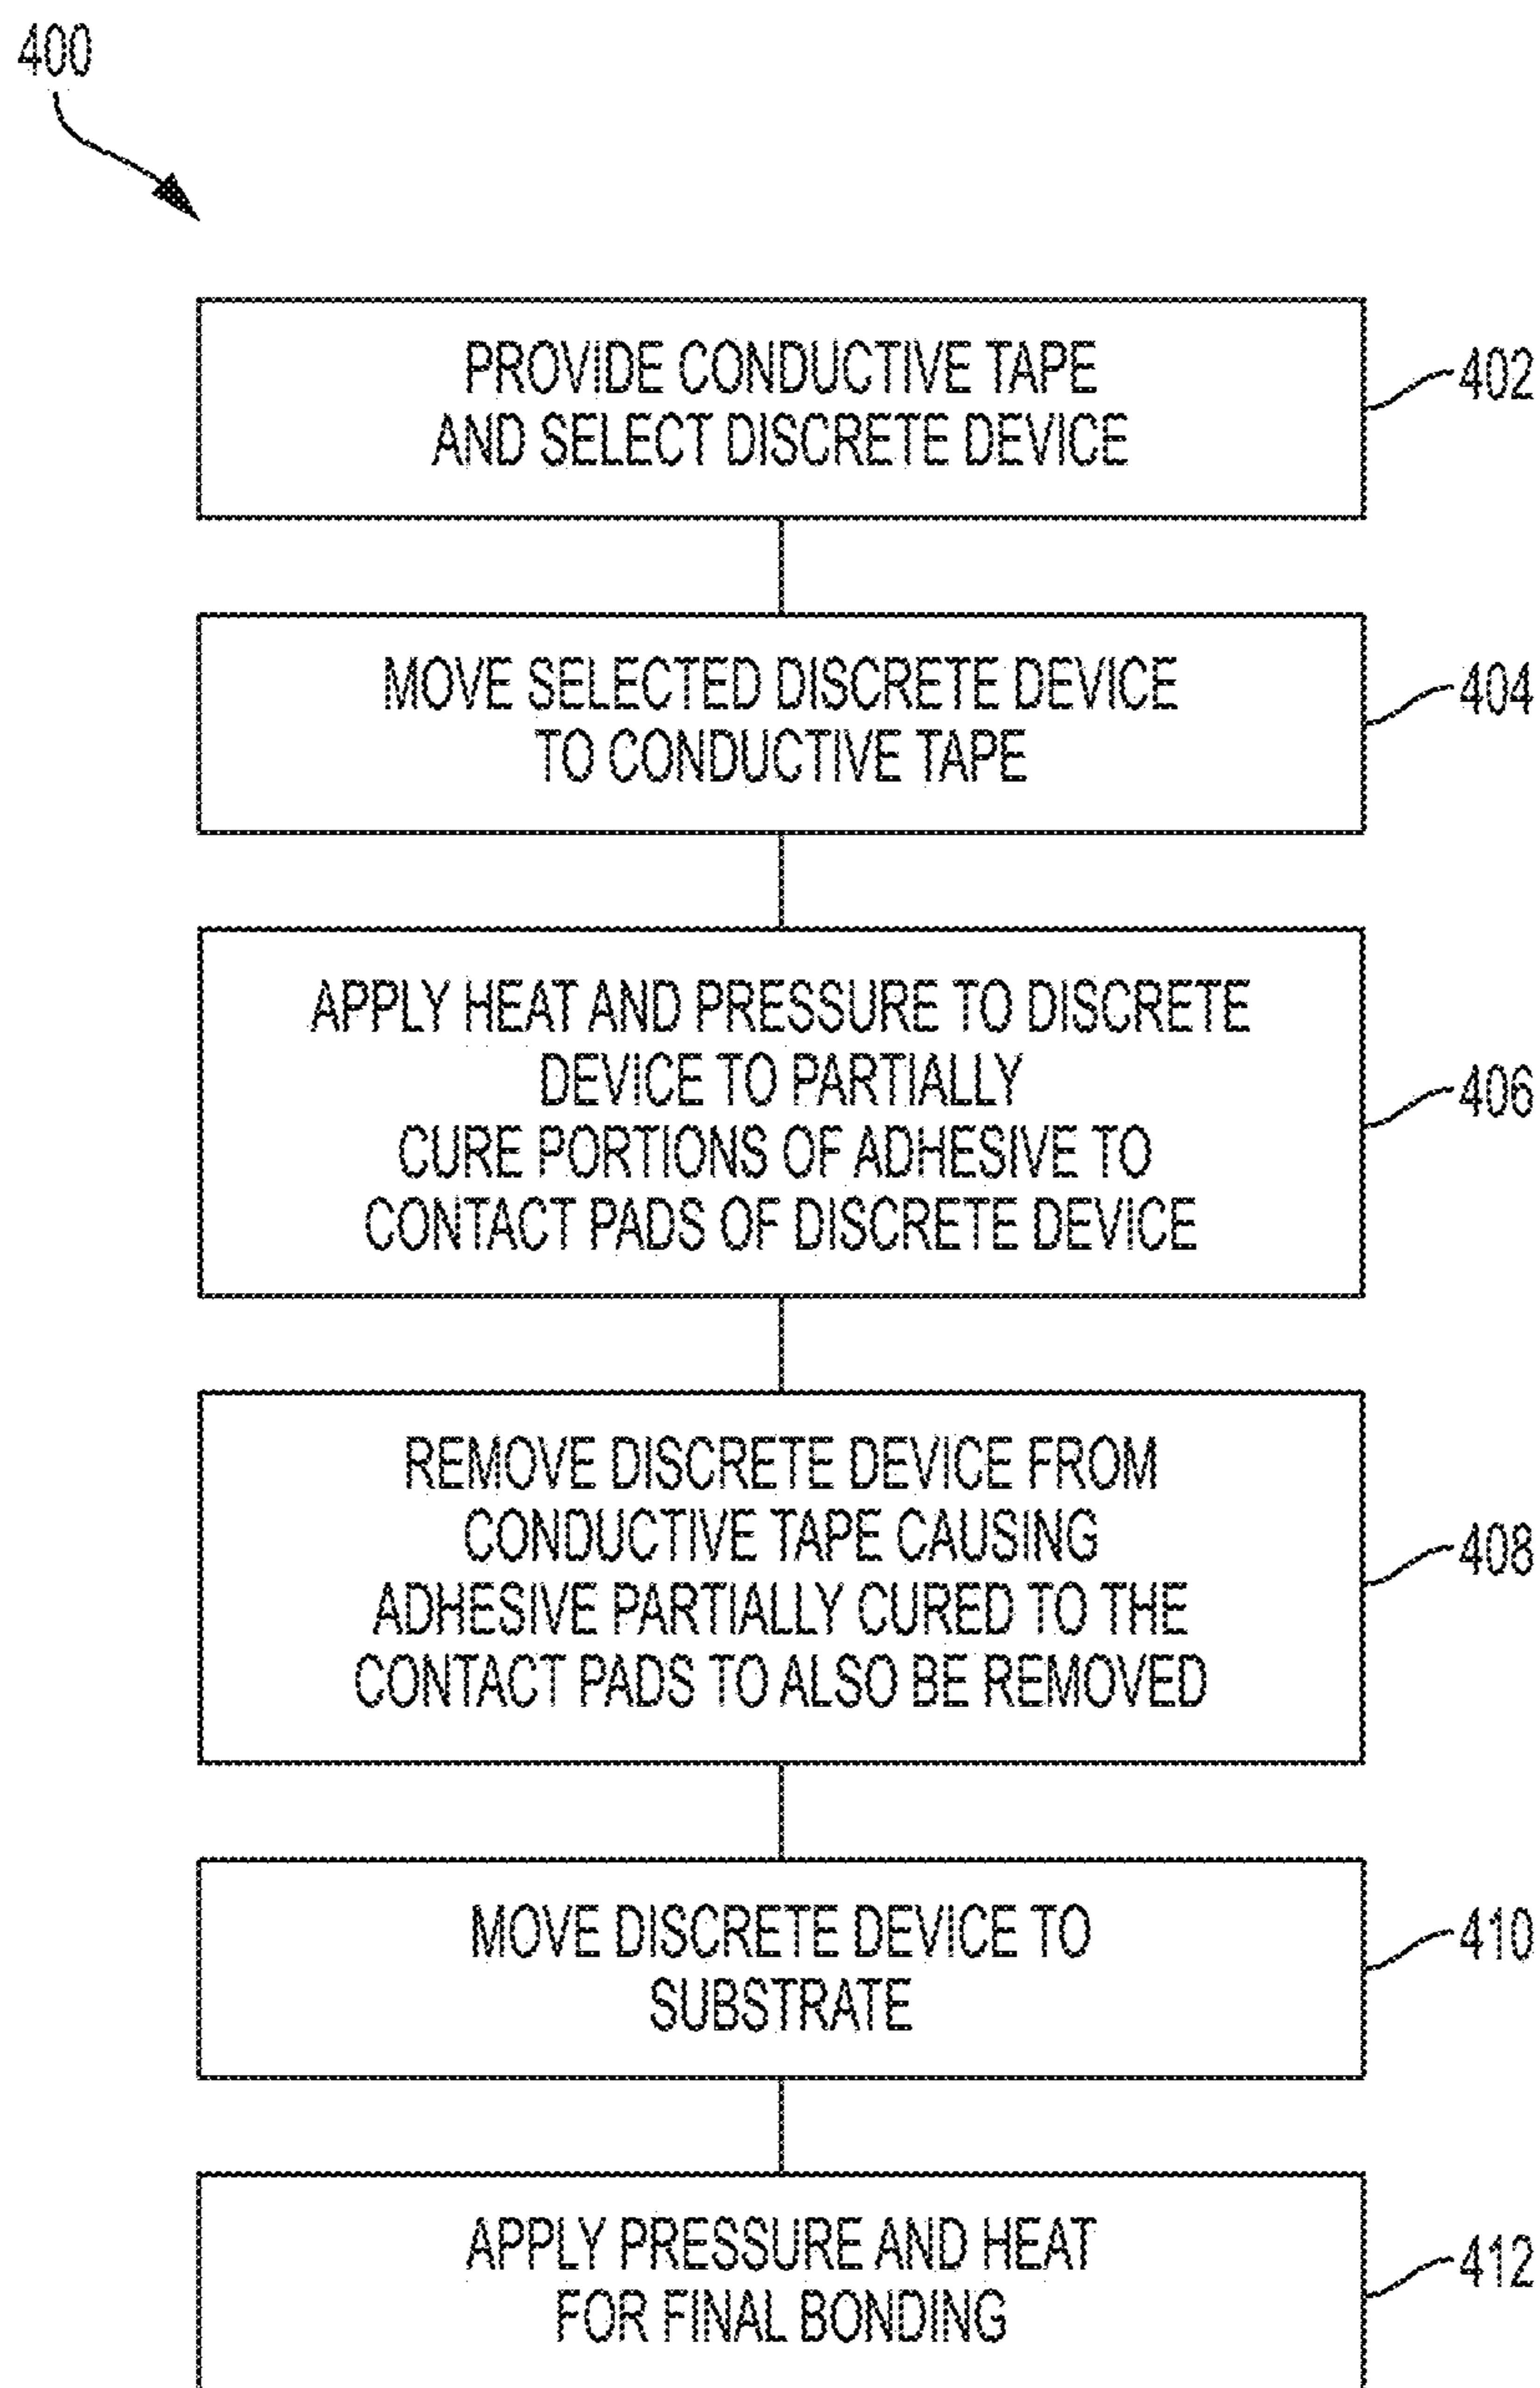 400
PROVIDE CONDUCTIVE TAPE
AND SELECT DISCRETE DEVICE
402
MOVE SELECTED DISCRETE DEVICE
TO CONDUCTIVE TAPE
404
APPLY HEAT AND PRESSURE TO DISCRETE
DEVICE TO PARTIALLY
CURE PORTIONS OF ADHESIVE TO
CONTACT PADS OF DISCRETE DEVICE
406
REMOVE DISCRETE DEVICE FROM
CONDUCTIVE TAPE CAUSING
ADHESIVE PARTIALLY CURED TO THE
CONTACT PADS TO ALSO BE REMOVED
408
MOVE DISCRETE DEVICE TO
SUBSTRATE
410
APPLY PRESSURE AND HEAT
FOR FINAL BONDING
412